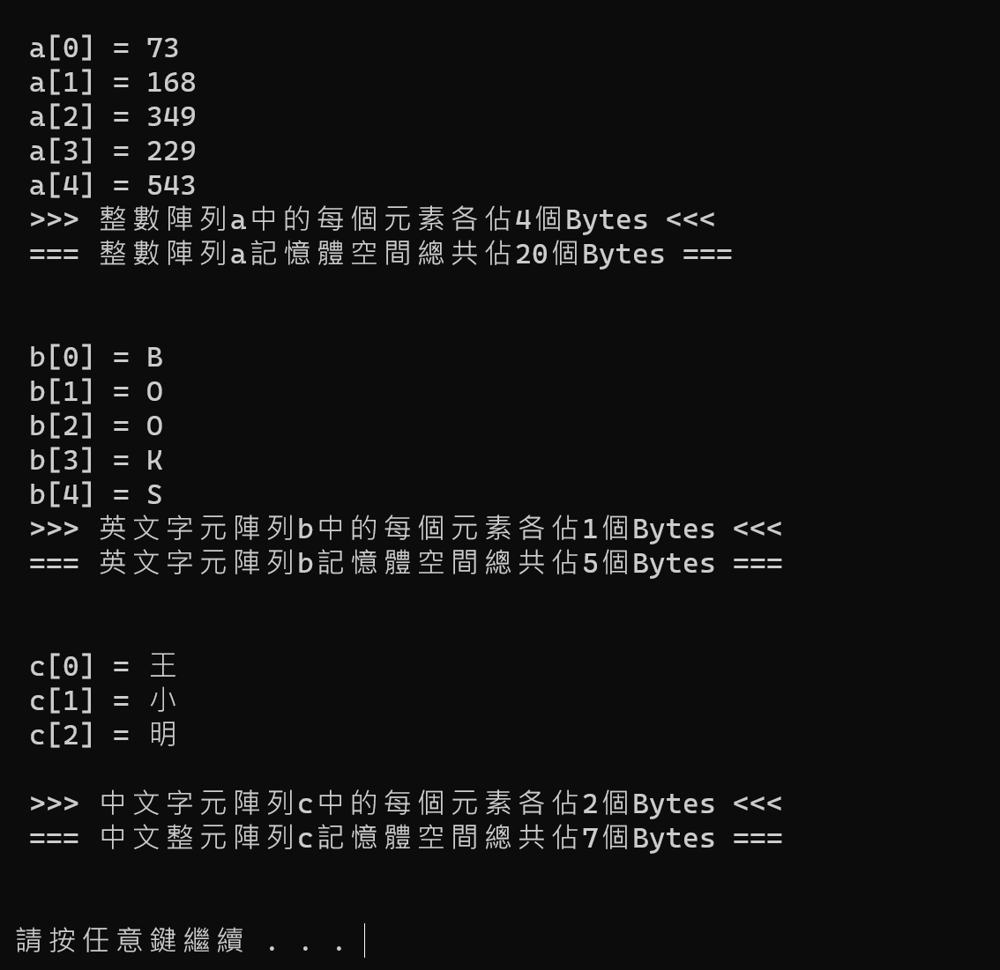 a[0] = 73
a[1] = 168
a[2] = 349
a[3] = 229
a[4] = 543
>>> 整數陣列a中的每個元素各佔4個Bytes <<<
=== 整數陣列a記憶體空間總共佔20個Bytes ===
b[0] = B
b[1] = O
b[2] = O
b[3] = K
b[4] = S
>>> 英文字元陣列b中的每個元素各佔1個Bytes <<<
=== 英文字元陣列b記憶體空間總共佔5個Bytes ===
c[0] = 王
c[1] = 小
c[2] = 明
>>> 中文字元陣列c中的每個元素各佔2個Bytes <<<
=== 中文整元陣列c記憶體空間總共佔7個Bytes ===
請按任意鍵繼續 . . .